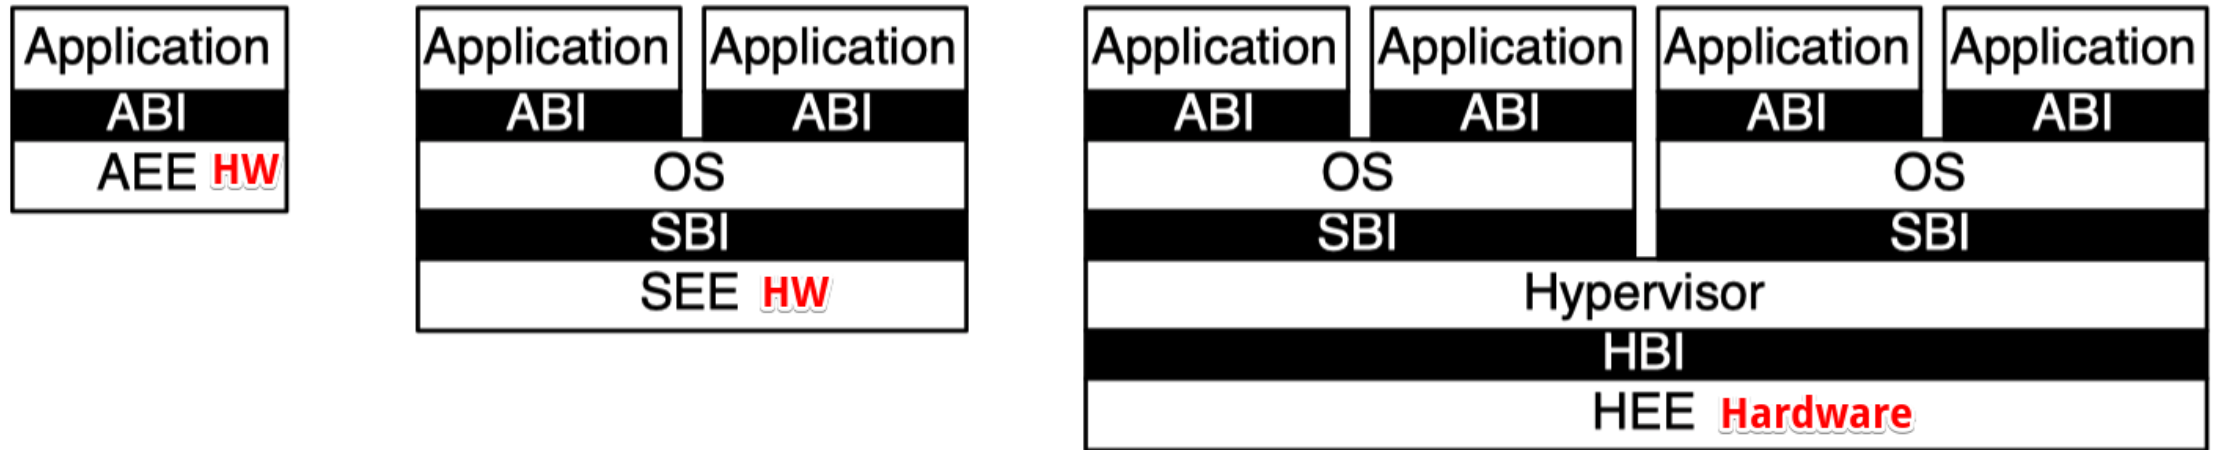 Application
ABI
AEE HW
Application Application
ABI ABI
OS
SBI
SEE HW
Application Application Application Application
ABI ABI ABI ABI
OS OS
SBI SBI
Hypervisor
HBI
HEE Hardware